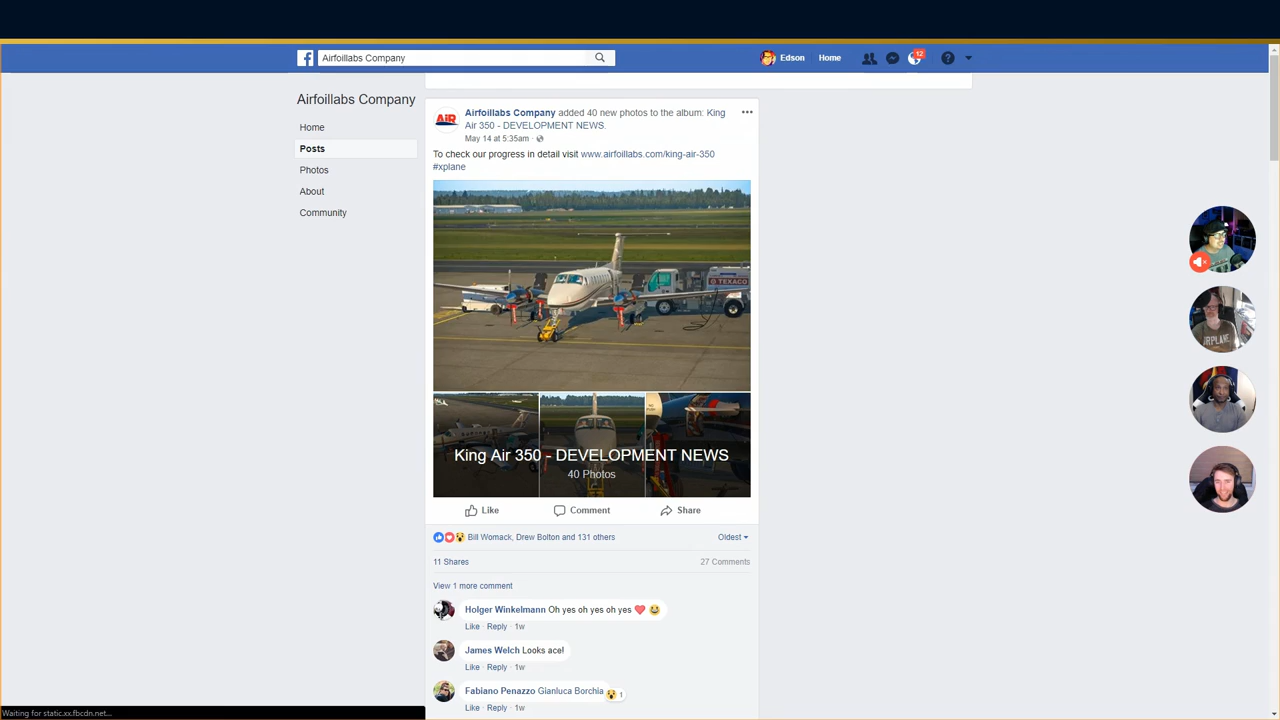 Airfoillabs Company
Edson
Home
12
Airfoillabs Company
Home
Posts
Photos
About
Community
AIR
Airfoillabs Company added 40 new photos to the album: King
Air 350 - DEVELOPMENT NEWS.
May 14 at 5:35am ·
To check our progress in detail visit www.airfoillabs.com/king-air-350
#xplane
TEXACO
King Air 350 - DEVELOPMENT NEWS
40 Photos
Like
Comment
Share
Bill Womack, Drew Bolton and 131 others
Oldest
11 Shares
27 Comments
View 1 more comment
Holger Winkelmann Oh yes oh yes oh yes ❤️ 😃
Like · Reply · 1w
James Welch Looks ace!
Like · Reply · 1w
Fabiano Penazzo Gianluca Borchia
1
Like · Reply · 1w
Waiting for static.xx.fbcdn.net...